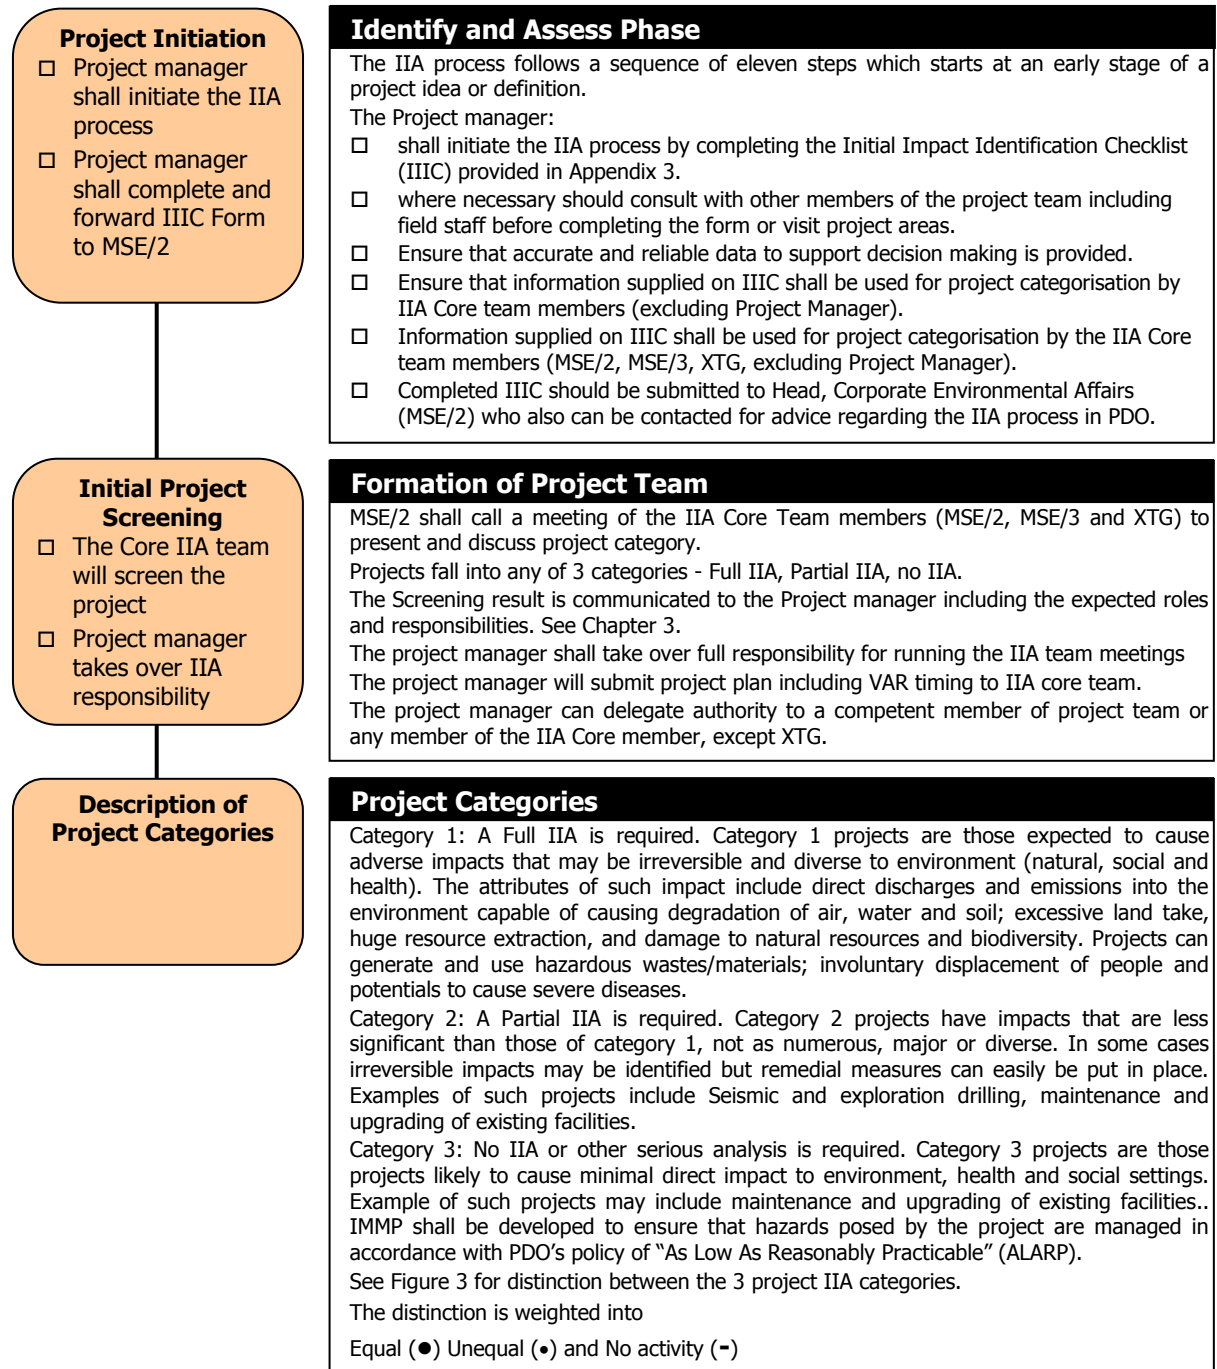 Project Initiation
☐ Project manager
shall initiate the IIA
process
☐ Project manager
shall complete and
forward IIIC Form
to MSE/2
Identify and Assess Phase
The IIA process follows a sequence of eleven steps which starts at an early stage of a
project idea or definition.
The Project manager:
☐ shall initiate the IIA process by completing the Initial Impact Identification Checklist
(IIIC) provided in Appendix 3.
☐ where necessary should consult with other members of the project team including
field staff before completing the form or visit project areas.
☐ Ensure that accurate and reliable data to support decision making is provided.
☐ Ensure that information supplied on IIIC shall be used for project categorisation by
IIA Core team members (excluding Project Manager).
☐ Information supplied on IIIC shall be used for project categorisation by the IIA Core
team members (MSE/2, MSE/3, XTG, excluding Project Manager).
☐ Completed IIIC should be submitted to Head, Corporate Environmental Affairs
(MSE/2) who also can be contacted for advice regarding the IIA process in PDO.
Initial Project
Screening
☐ The Core IIA team
will screen the
project
☐ Project manager
takes over IIA
responsibility
Formation of Project Team
MSE/2 shall call a meeting of the IIA Core Team members (MSE/2, MSE/3 and XTG) to
present and discuss project category.
Projects fall into any of 3 categories - Full IIA, Partial IIA, no IIA.
The Screening result is communicated to the Project manager including the expected roles
and responsibilities. See Chapter 3.
The project manager shall take over full responsibility for running the IIA team meetings
The project manager will submit project plan including VAR timing to IIA core team.
The project manager can delegate authority to a competent member of project team or
any member of the IIA Core member, except XTG.
Description of
Project Categories
Project Categories
Category 1: A Full IIA is required. Category 1 projects are those expected to cause
adverse impacts that may be irreversible and diverse to environment (natural, social and
health). The attributes of such impact include direct discharges and emissions into the
environment capable of causing degradation of air, water and soil; excessive land take,
huge resource extraction, and damage to natural resources and biodiversity. Projects can
generate and use hazardous wastes/materials; involuntary displacement of people and
potentials to cause severe diseases.
Category 2: A Partial IIA is required. Category 2 projects have impacts that are less
significant than those of category 1, not as numerous, major or diverse. In some cases
irreversible impacts may be identified but remedial measures can easily be put in place.
Examples of such projects include Seismic and exploration drilling, maintenance and
upgrading of existing facilities.
Category 3: No IIA or other serious analysis is required. Category 3 projects are those
projects likely to cause minimal direct impact to environment, health and social settings.
Example of such projects may include maintenance and upgrading of existing facilities..
IMMP shall be developed to ensure that hazards posed by the project are managed in
accordance with PDO’s policy of “As Low As Reasonably Practicable” (ALARP).
See Figure 3 for distinction between the 3 project IIA categories.
The distinction is weighted into
Equal (●) Unequal (•) and No activity (-)